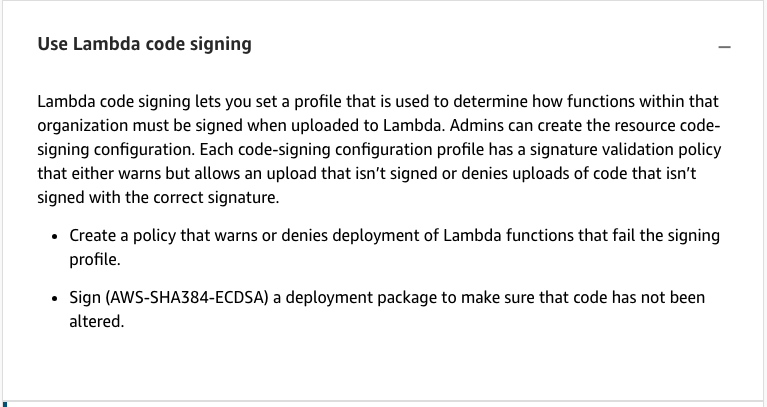 Use Lambda code signing
Lambda code signing lets you set a profile that is used to determine how functions within that
organization must be signed when uploaded to Lambda. Admins can create the resource code-
signing configuration. Each code-signing configuration profile has a signature validation policy
that either warns but allows an upload that isn’t signed or denies uploads of code that isn’t
signed with the correct signature.
• Create a policy that warns or denies deployment of Lambda functions that fail the signing
profile.
• Sign (AWS-SHA384-ECDSA) a deployment package to make sure that code has not been
altered.